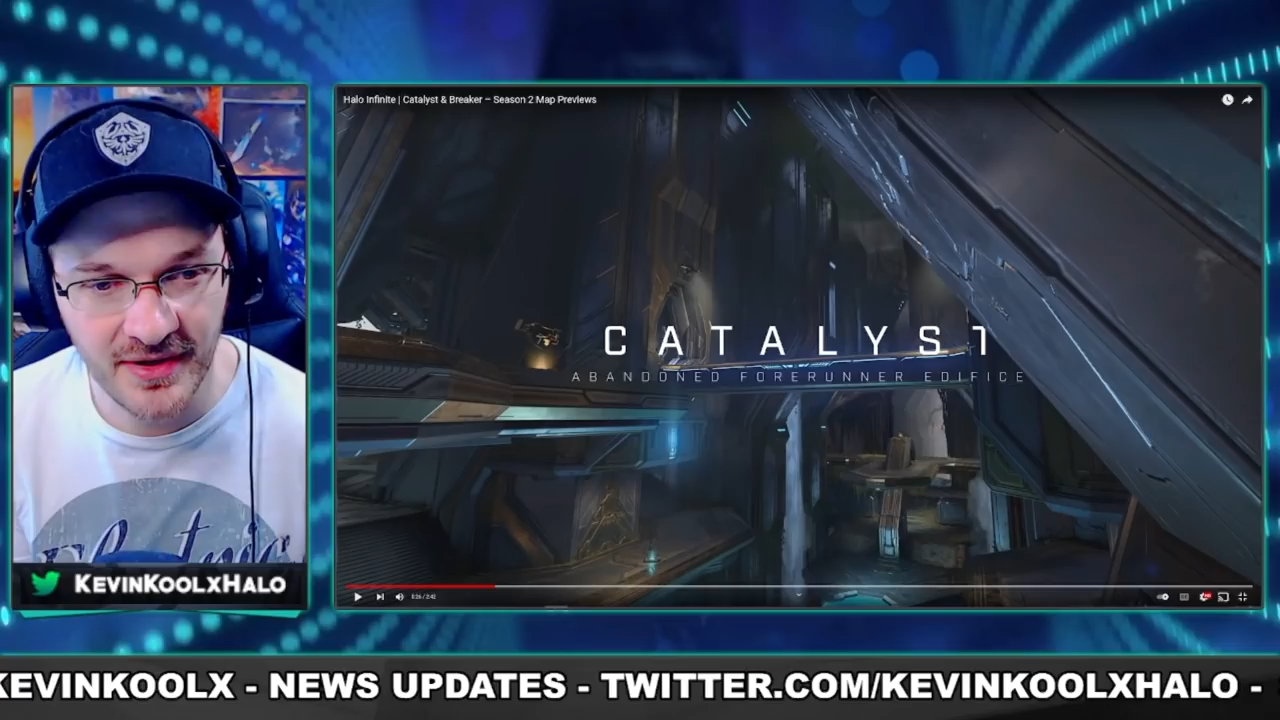 Halo Infinite | Catalyst & Breaker – Season 2 Map Previews
CATALYST
ABANDONED FORERUNNER EDIFICE
KEVINKOOLXHALO
KEVINKOOLX - NEWS UPDATES - TWITTER.COM/KEVINKOOLXHALO -